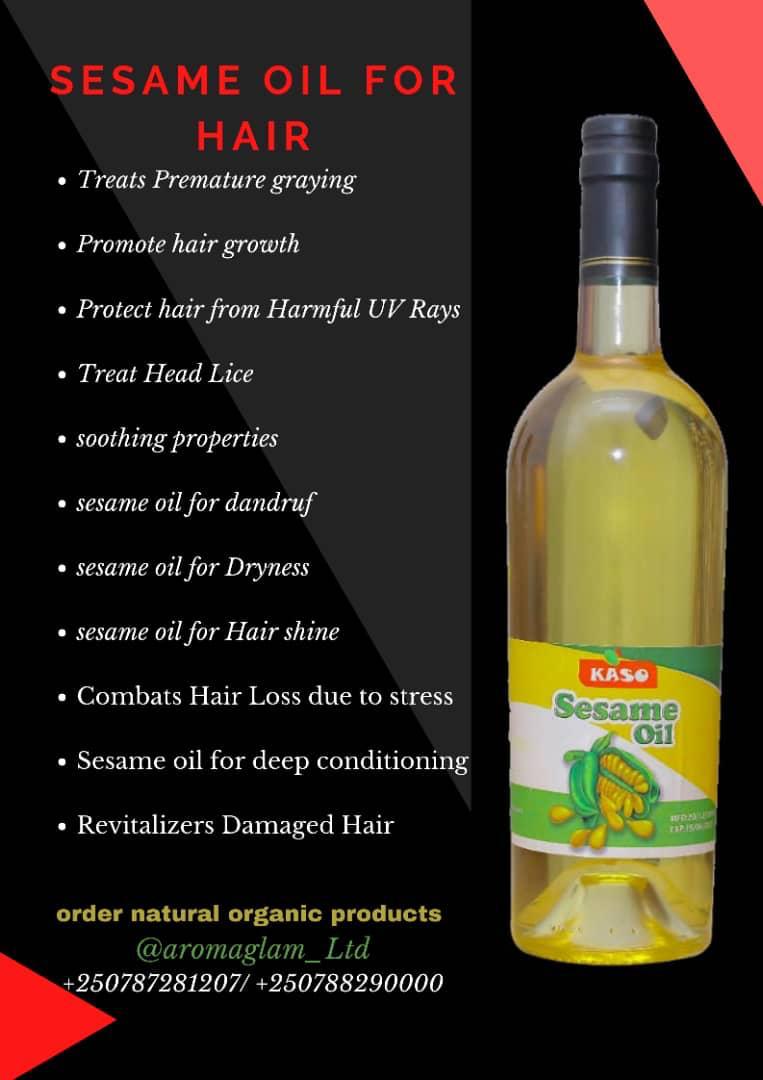 SESAME OIL FOR
HAIR
• Treats Premature graying
• Promote hair growth
• Protect hair from Harmful UV Rays
• Treat Head Lice
• soothing properties
• sesame oil for dandruf
• sesame oil for Dryness
• sesame oil for Hair shine
• Combats Hair Loss due to stress
• Sesame oil for deep conditioning
• Revitalizers Damaged Hair
order natural organic products
@aromaglam_Ltd
+250787281207/ +250788290000
KASO
Sesame
Oil